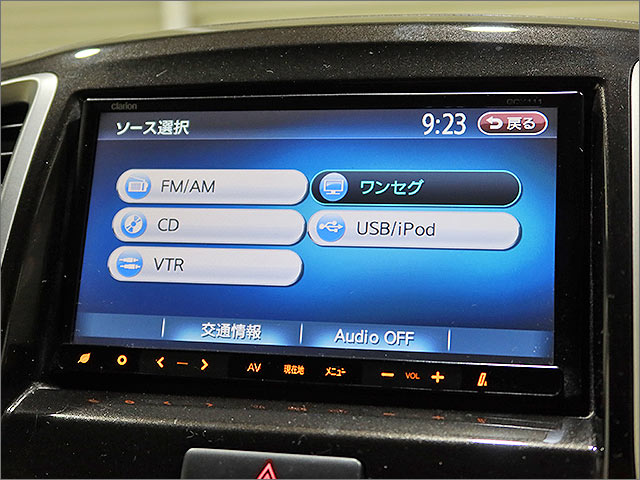 clarion
ソース選択 9:23 戻る
FM/AM ワンセグ
CD USB/iPod
VTR
交通情報 Audio OFF
AV 現在地 メニュー − VOL +